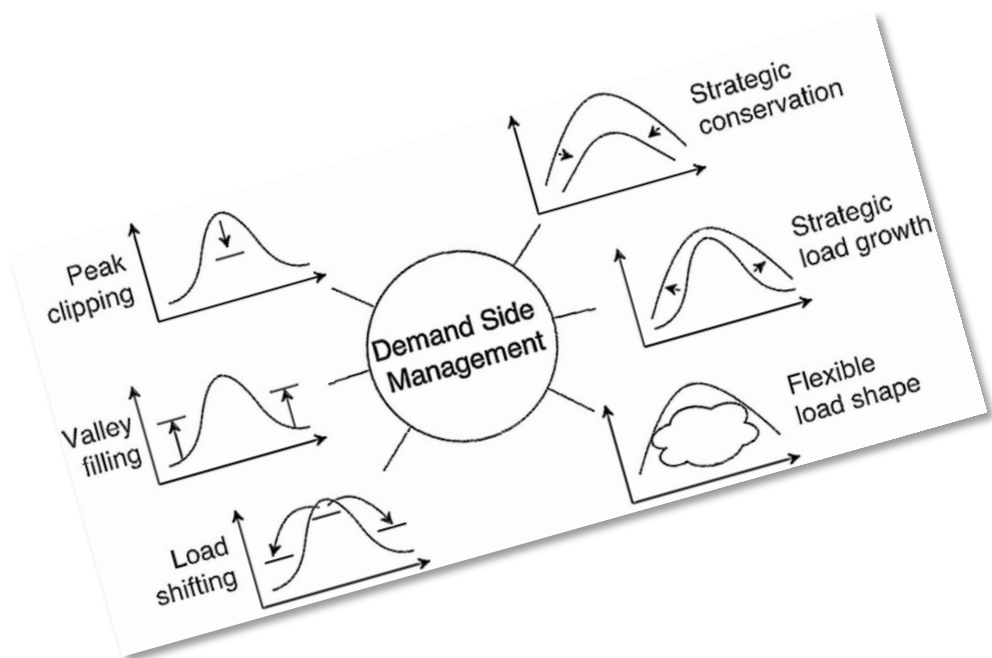 Strategic
conservation
Strategic
load growth
Peak
clipping
Demand Side
Management
Flexible
load shape
Valley
filling
Load
shifting